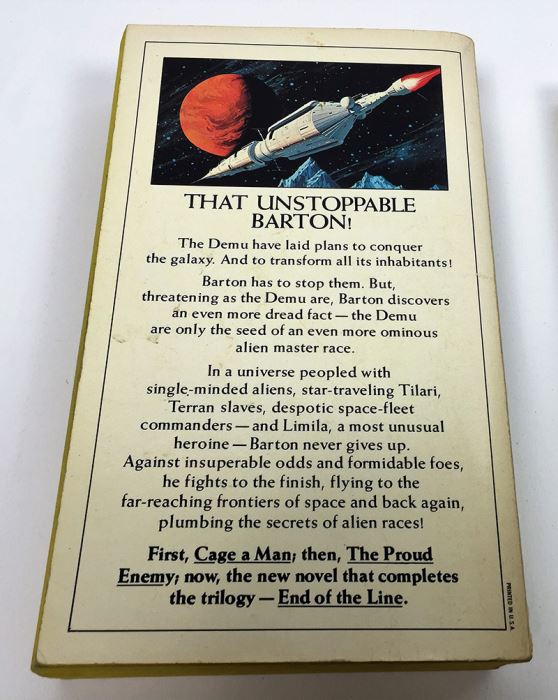 THAT UNSTOPPABLE
BARTON!
The Demu have laid plans to conquer
the galaxy. And to transform all its inhabitants!
Barton has to stop them. But,
threatening as the Demu are, Barton discovers
an even more dread fact — the Demu
are only the seed of an even more ominous
alien master race.
In a universe peopled with
single-minded aliens, star-traveling Tilari,
Terran slaves, despotic space-fleet
commanders — and Limila, a most unusual
heroine — Barton never gives up.
Against insuperable odds and formidable foes,
he fights to the finish, flying to the
far-reaching frontiers of space and back again,
plumbing the secrets of alien races!
First, Cage a Man; then, The Proud
Enemy; now, the new novel that completes
the trilogy — End of the Line.
PRINTED IN U.S.A.